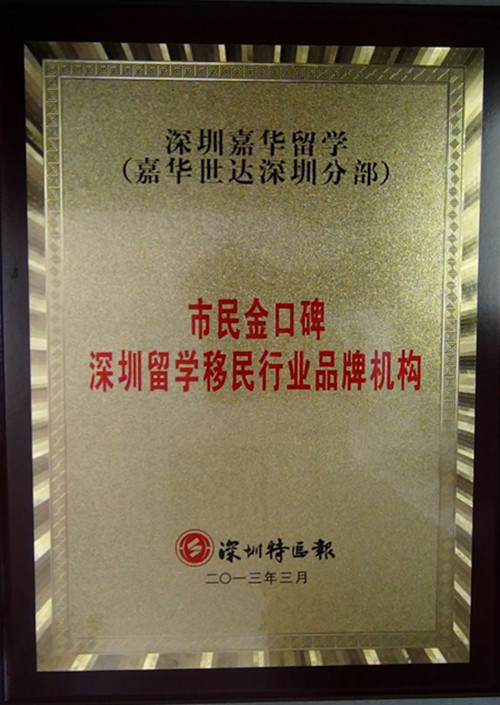 深圳嘉华留学
(嘉华世达深圳分部)
市民金口碑
深圳留学移民行业品牌机构
深圳特区報
二〇一三年三月